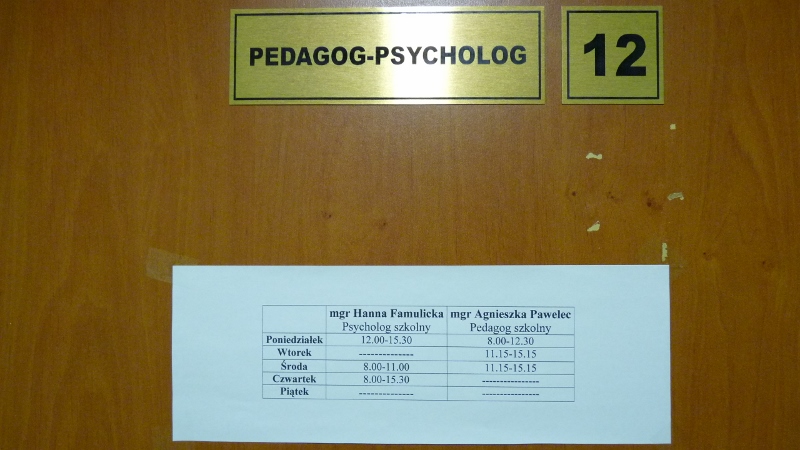 PEDAGOG-PSYCHOLOG 12
mgr Hanna Famulicka mgr Agnieszka Pawelec
Psycholog szkolny Pedagog szkolny
Poniedziałek 12.00-15.30 8.00-12.30
Wtorek -------------- 11.15-15.15
Środa 8.00-11.00 11.15-15.15
Czwartek 8.00-15.30 ---------------
Piątek -------------- ---------------